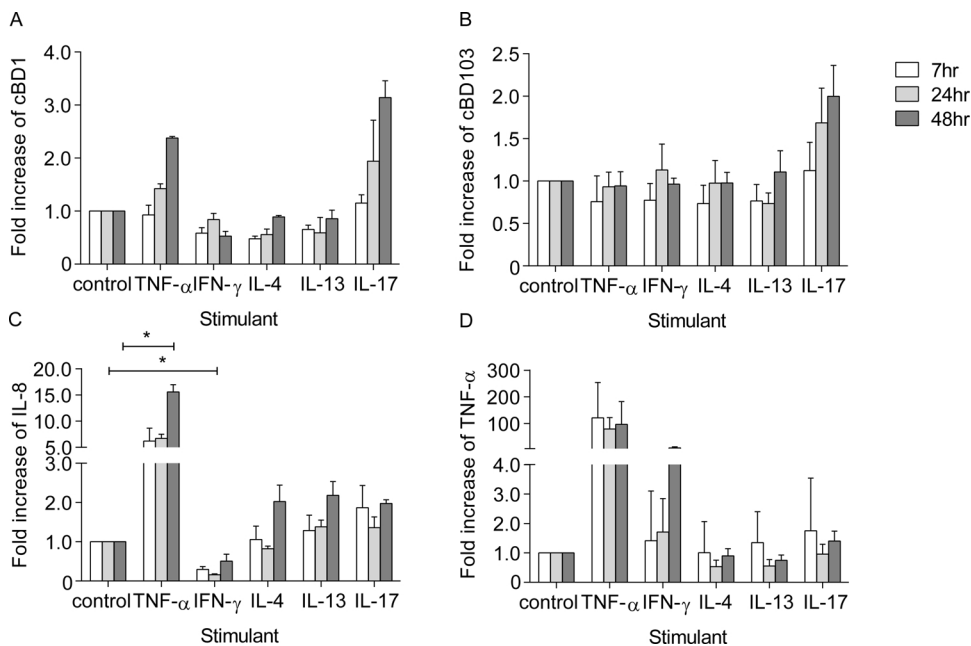 A
Fold increase of cBD1
4.0
3.0
2.0
1.0
0
control TNF-α IFN-γ IL-4 IL-13 IL-17
Stimulant
B
Fold increase of cBD103
2.5
2.0
1.5
1.0
0.5
0
control TNF-α IFN-γ IL-4 IL-13 IL-17
Stimulant
7hr
24hr
48hr
C
*
*
Fold increase of IL-8
20.0
15.0
10.0
5.0
3.0
2.0
1.0
0
control TNF-α IFN-γ IL-4 IL-13 IL-17
Stimulant
D
Fold increase of TNF-α
300
200
100
4.0
3.0
2.0
1.0
0
control TNF-α IFN-γ IL-4 IL-13 IL-17
Stimulant